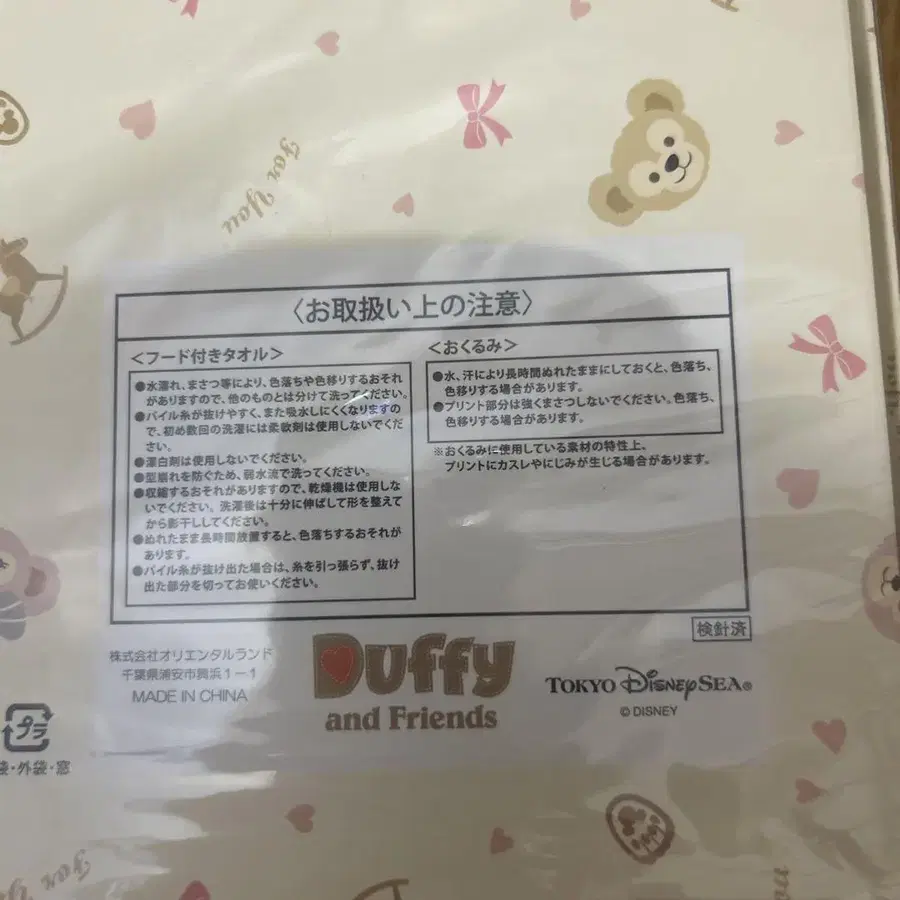 For You
〈お取扱い上の注意〉
＜フード付きタオル＞
●水濡れ、まさつ等により、色落ちや色移りするおそれ
がありますので、他のものとは分けて洗ってください。
●パイル糸が抜けやすく、また吸水しにくくなりますの
で、初め数回の洗濯には柔軟剤は使用しないでくだ
さい。
●漂白剤は使用しないでください。
●型崩れを防ぐため、弱水流で洗ってください。
●収縮するおそれがありますので、乾燥機は使用しな
いでください。洗濯後は十分に伸ばして形を整えて
から影干ししてください。
●ぬれたまま長時間放置すると、色落ちするおそれが
あります。
●パイル糸が抜け出た場合は、糸を引っ張らず、抜け
出た部分を切ってお使いください。
＜おくるみ＞
●水、汗により長時間ぬれたままにしておくと、色落ち、
色移りする場合があります。
●プリント部分は強くまさつしないでください。色落ち、
色移りする場合があります。
※おくるみに使用している素材の特性上、
プリントにカスレやにじみが生じる場合があります。
検針済
株式会社オリエンタルランド
千葉県浦安市舞浜1－1
MADE IN CHINA
Duffy
and Friends
TOKYO DISNEYSEA®
© DISNEY
プラ
袋・外袋・窓
For You